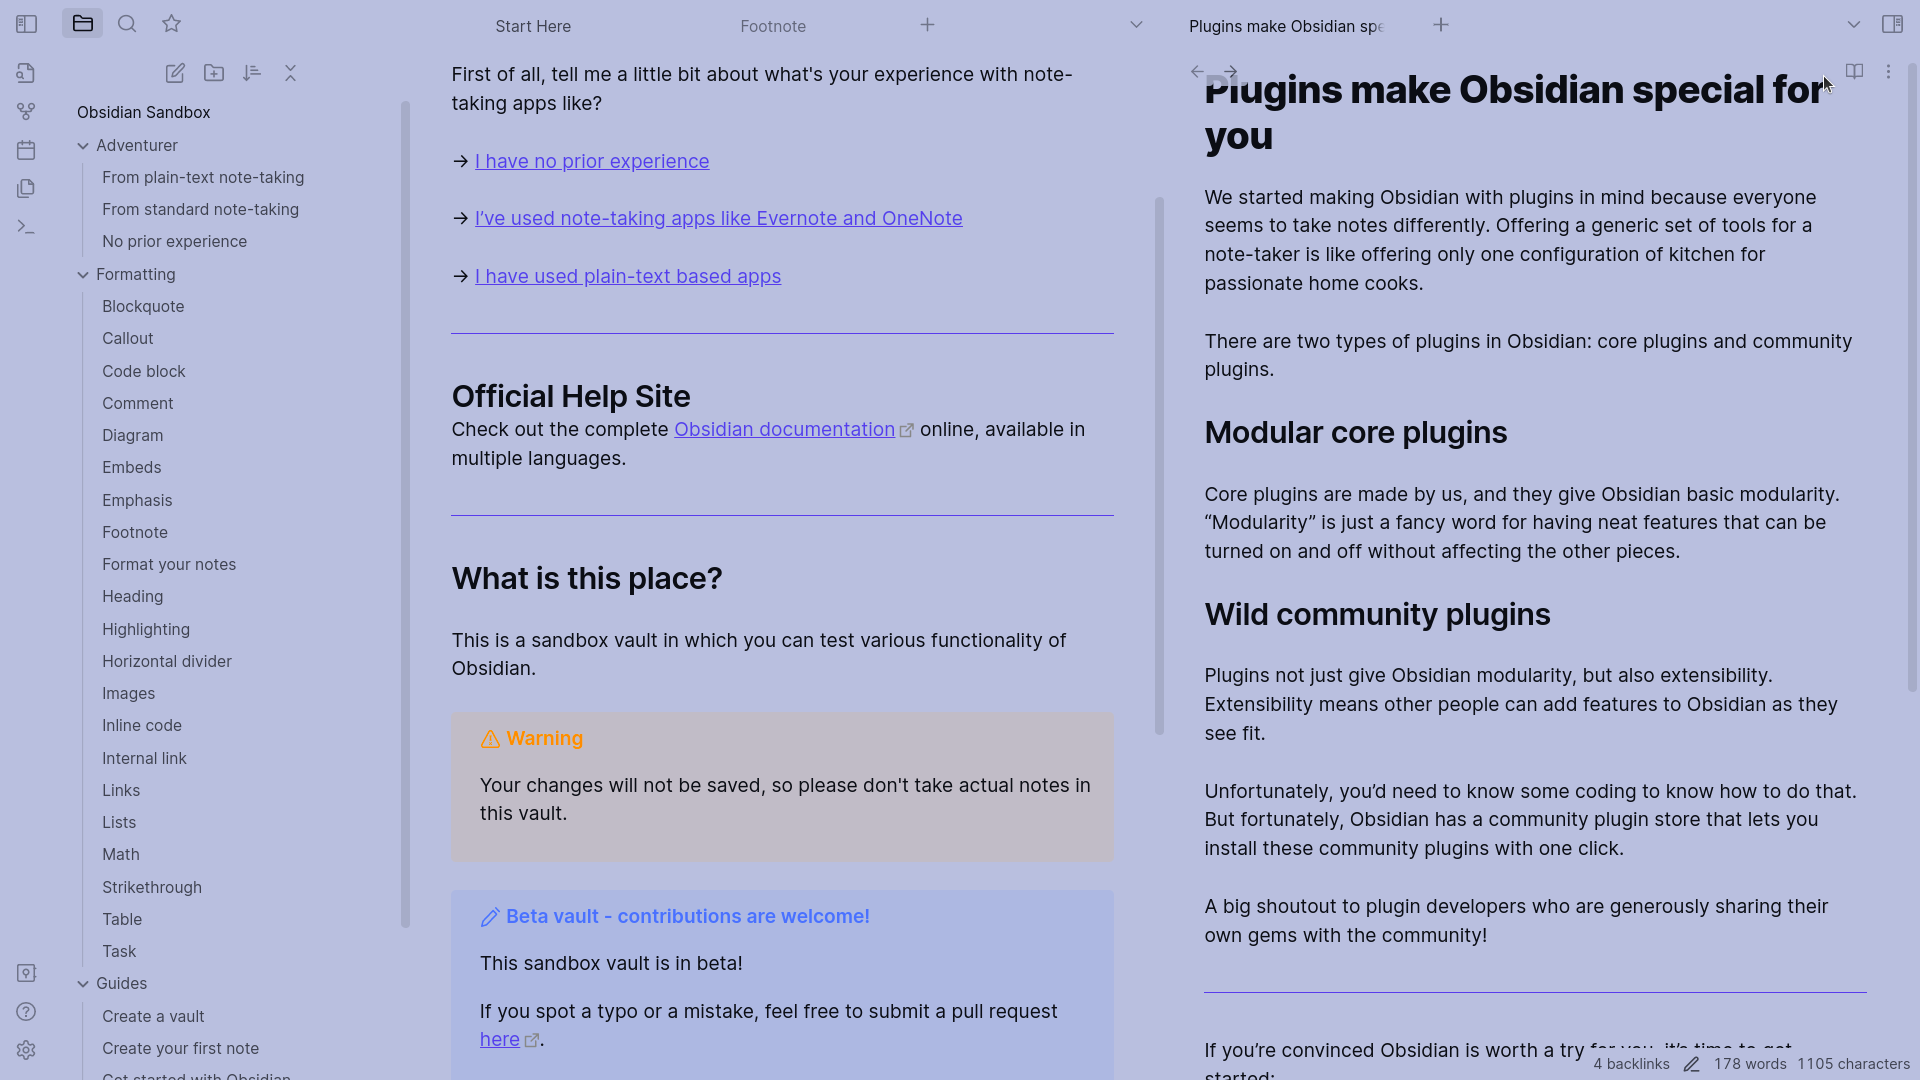 Start Here
Footnote
Plugins make Obsidian spe
Obsidian Sandbox
Adventurer
From plain-text note-taking
From standard note-taking
No prior experience
Formatting
Blockquote
Callout
Code block
Comment
Diagram
Embeds
Emphasis
Footnote
Format your notes
Heading
Highlighting
Horizontal divider
Images
Inline code
Internal link
Links
Lists
Math
Strikethrough
Table
Task
Guides
Create a vault
Create your first note
Get started with Obsidian
First of all, tell me a little bit about what's your experience with note-
taking apps like?
→ I have no prior experience
→ I’ve used note-taking apps like Evernote and OneNote
→ I have used plain-text based apps
Official Help Site
Check out the complete Obsidian documentation online, available in
multiple languages.
What is this place?
This is a sandbox vault in which you can test various functionality of
Obsidian.
Warning
Your changes will not be saved, so please don't take actual notes in
this vault.
Beta vault - contributions are welcome!
This sandbox vault is in beta!
If you spot a typo or a mistake, feel free to submit a pull request
here.
Plugins make Obsidian special for
you
We started making Obsidian with plugins in mind because everyone
seems to take notes differently. Offering a generic set of tools for a
note-taker is like offering only one configuration of kitchen for
passionate home cooks.
There are two types of plugins in Obsidian: core plugins and community
plugins.
Modular core plugins
Core plugins are made by us, and they give Obsidian basic modularity.
“Modularity” is just a fancy word for having neat features that can be
turned on and off without affecting the other pieces.
Wild community plugins
Plugins not just give Obsidian modularity, but also extensibility.
Extensibility means other people can add features to Obsidian as they
see fit.
Unfortunately, you’d need to know some coding to know how to do that.
But fortunately, Obsidian has a community plugin store that lets you
install these community plugins with one click.
A big shoutout to plugin developers who are generously sharing their
own gems with the community!
If you’re convinced Obsidian is worth a try for you, it’s time to get
started:
4 backlinks
178 words
1105 characters